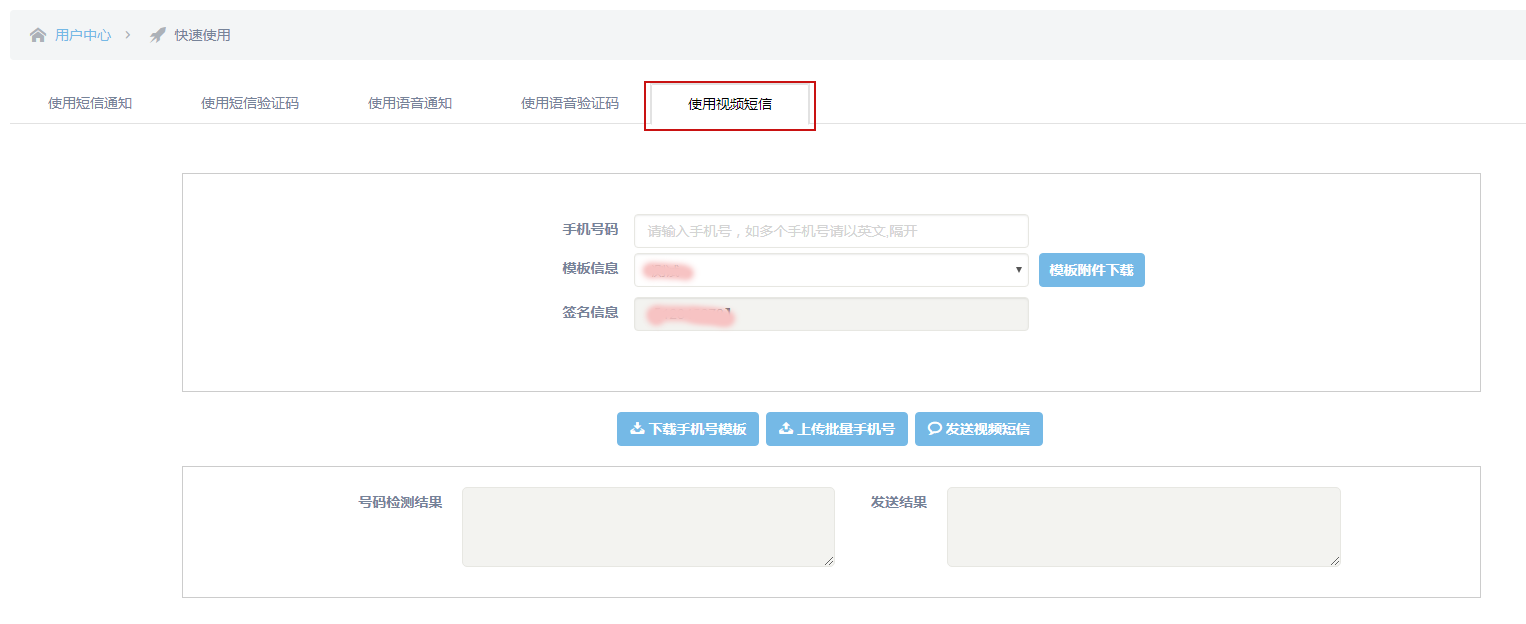 用户中心 › 快速使用
使用短信通知 使用短信验证码 使用语音通知 使用语音验证码 使用视频短信
手机号码 请输入手机号，如多个手机号请以英文,隔开
模板信息 模板附件下载
签名信息
下载手机号模板 上传批量手机号 发送视频短信
号码检测结果 发送结果